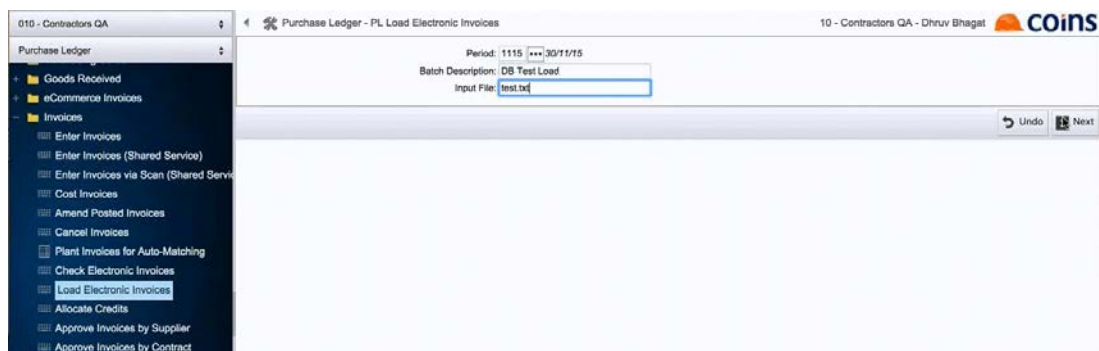 010 - Contractors QA
Purchase Ledger - PL Load Electronic Invoices
10 - Contractors QA - Dhruv Bhagat
COINS
Purchase Ledger
Goods Received
eCommerce Invoices
Invoices
Enter Invoices
Enter Invoices (Shared Service)
Enter Invoices via Scan (Shared Servic
Cost Invoices
Amend Posted Invoices
Cancel Invoices
Plant Invoices for Auto-Matching
Check Electronic Invoices
Load Electronic Invoices
Allocate Credits
Approve Invoices by Supplier
Approve Invoices by Contract
Period: 1115 ... 30/11/15
Batch Description: DB Test Load
Input File: test.txt
Undo
Next